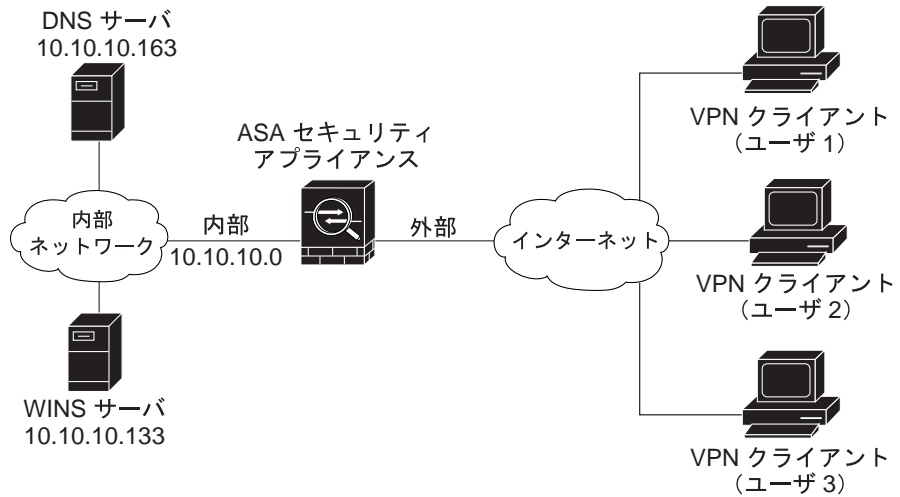 DNS サーバ
10.10.10.163
ASA セキュリティ
アプライアンス
VPN クライアント
（ユーザ 1）
内部
ネットワーク
内部
10.10.10.0
外部
インターネット
VPN クライアント
（ユーザ 2）
WINS サーバ
10.10.10.133
VPN クライアント
（ユーザ 3）